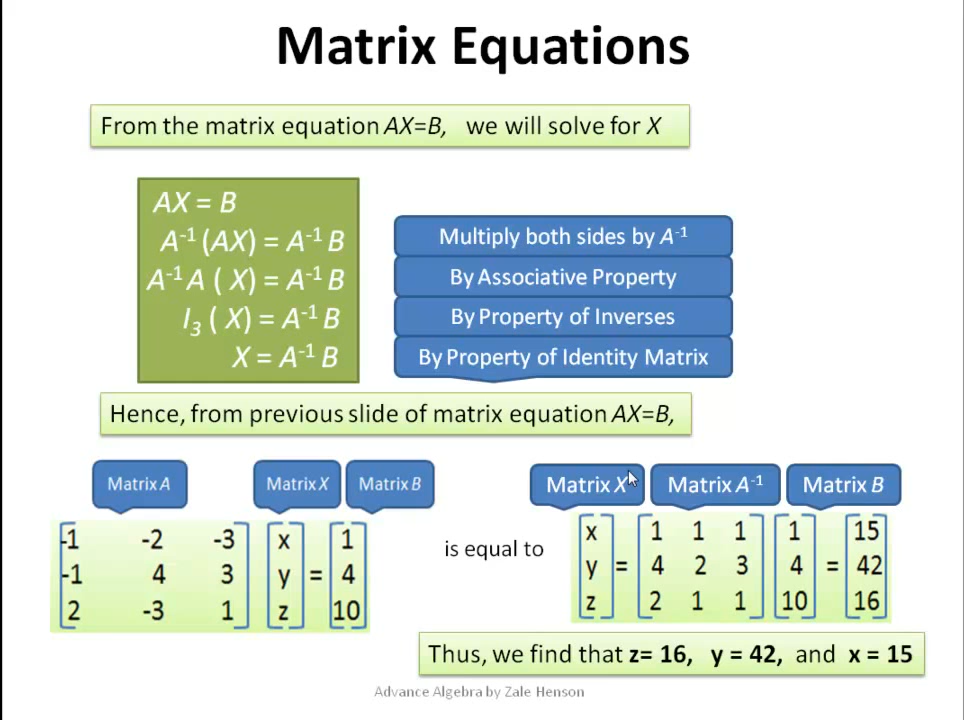 Matrix Equations
From the matrix equation AX=B, we will solve for X
AX = B
A⁻¹ (AX) = A⁻¹ B
A⁻¹ A ( X) = A⁻¹ B
I₃ ( X) = A⁻¹ B
X = A⁻¹ B
Multiply both sides by A⁻¹
By Associative Property
By Property of Inverses
By Property of Identity Matrix
Hence, from previous slide of matrix equation AX=B,
Matrix A Matrix X Matrix B
-1 -2 -3 x 1
-1 4 3 y = 4
2 -3 1 z 10
is equal to
Matrix X Matrix A⁻¹ Matrix B
x 1 1 1 1 15
y = 4 2 3 4 = 42
z 2 1 1 10 16
Thus, we find that z= 16, y = 42, and x = 15
Advance Algebra by Zale Henson